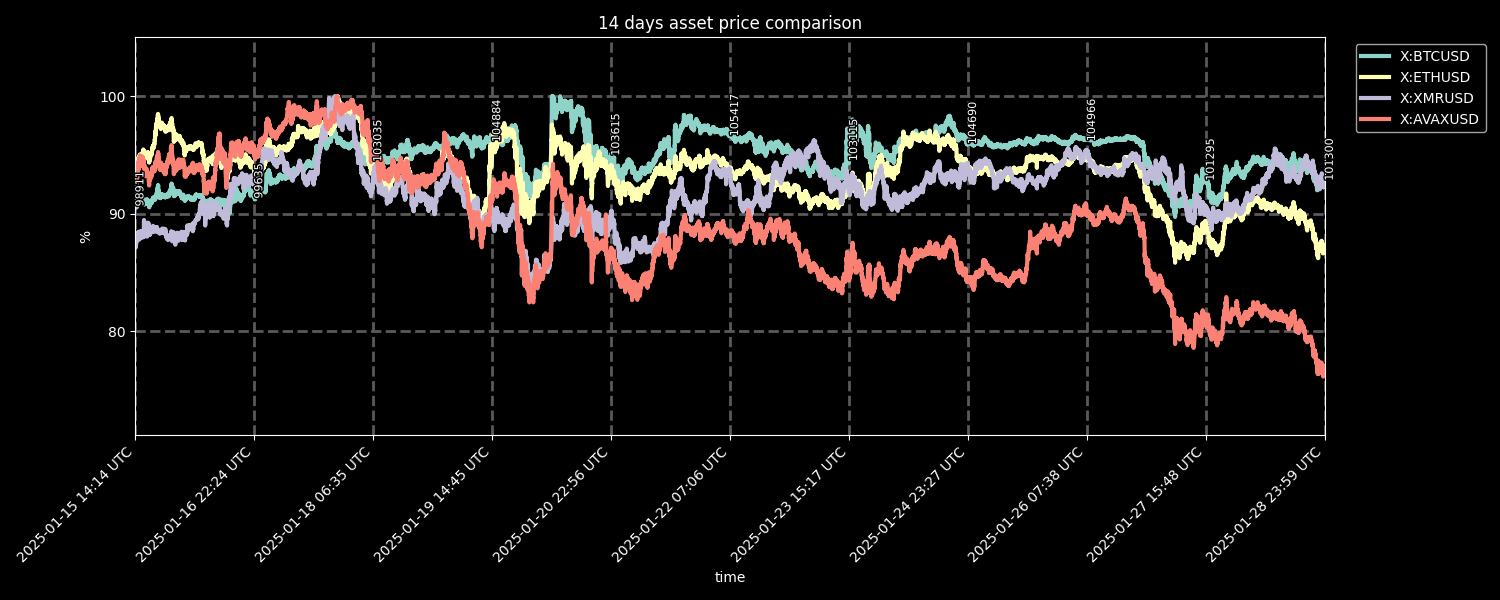 14 days asset price comparison
X:BTCUSD
X:ETHUSD
X:XMRUSD
X:AVAXUSD
100
90
80
%
99635
103035
104884
103615
105417
104690
104966
101295
101300
2025-01-15 14:14 UTC
2025-01-16 22:24 UTC
2025-01-18 06:35 UTC
2025-01-19 14:45 UTC
2025-01-20 22:56 UTC
2025-01-22 07:06 UTC
2025-01-23 15:17 UTC
2025-01-24 23:27 UTC
2025-01-26 07:38 UTC
2025-01-27 15:48 UTC
2025-01-28 23:59 UTC
time